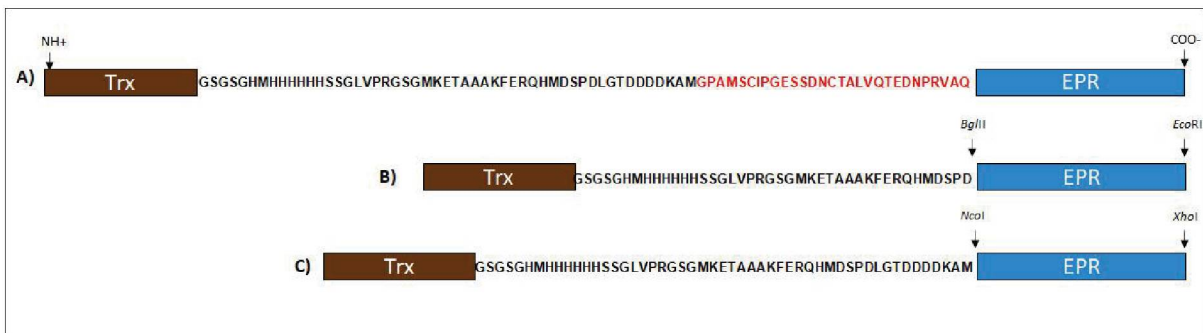 NH+ COO-
A) Trx GSGSGHMHHHHHHSSGLVPRGSGMKETAAAKFERQHMDSPDLGTDDDDKAMGPAMSCIPGESSDNCTALVQTEDNPRVAQ EPR
BglII EcoRI
B) Trx GSGSGHMHHHHHHSSGLVPRGSGMKETAAAKFERQHMDSPD EPR
NcoI XhoI
C) Trx GSGSGHMHHHHHHSSGLVPRGSGMKETAAAKFERQHMDSPDLGTDDDDKAM EPR